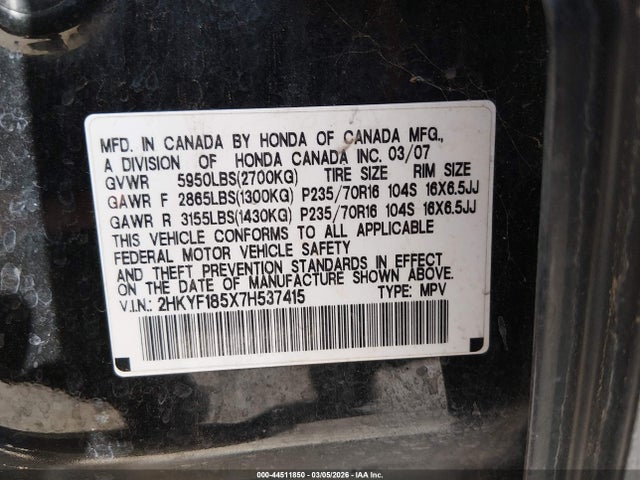 MFD. IN CANADA BY HONDA OF CANADA MFG.,
A DIVISION OF HONDA CANADA INC. 03/07
GVWR 5950LBS(2700KG) TIRE SIZE RIM SIZE
GAWR F 2865LBS(1300KG) P235/70R16 104S 16X6.5JJ
GAWR R 3155LBS(1430KG) P235/70R16 104S 16X6.5JJ
THIS VEHICLE CONFORMS TO ALL APPLICABLE
FEDERAL MOTOR VEHICLE SAFETY
AND THEFT PREVENTION STANDARDS IN EFFECT
ON THE DATE OF MANUFACTURE SHOWN ABOVE.
V.I.N.: 2HKYF185X7H537415 TYPE: MPV
000-44511850 — 03/05/2026 — IAA Inc.